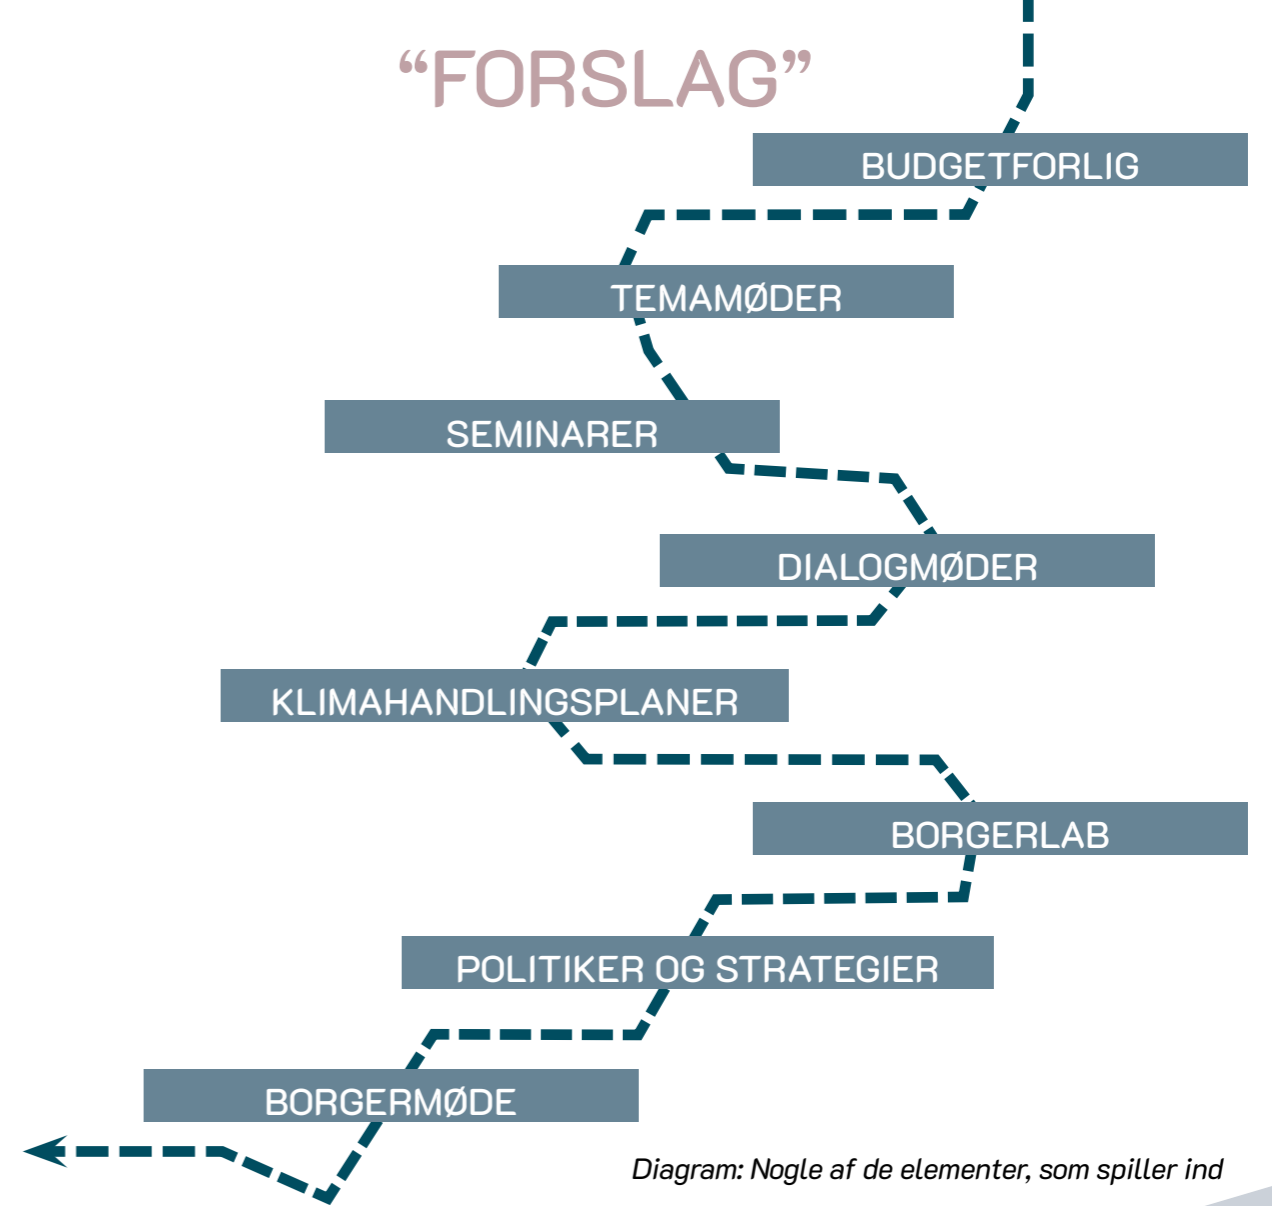 “FORSLAG”
BUDGETFORLIG
TEMAMØDER
SEMINARER
DIALOGMØDER
KLIMAHANDLINGSPLANER
BORGERLAB
POLITIKER OG STRATEGIER
BORGERMØDE
Diagram: Nogle af de elementer, som spiller ind